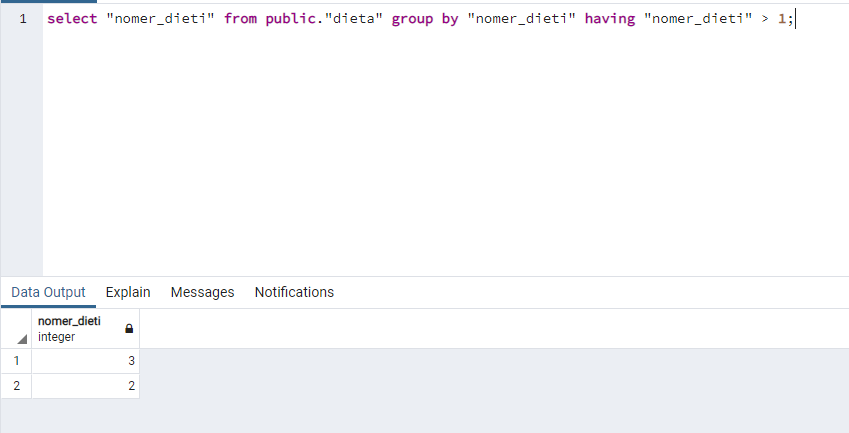 1 select "nomer_dieti" from public."dieta" group by "nomer_dieti" having "nomer_dieti" > 1;
Data Output Explain Messages Notifications
nomer_dieti
integer
1 3
2 2